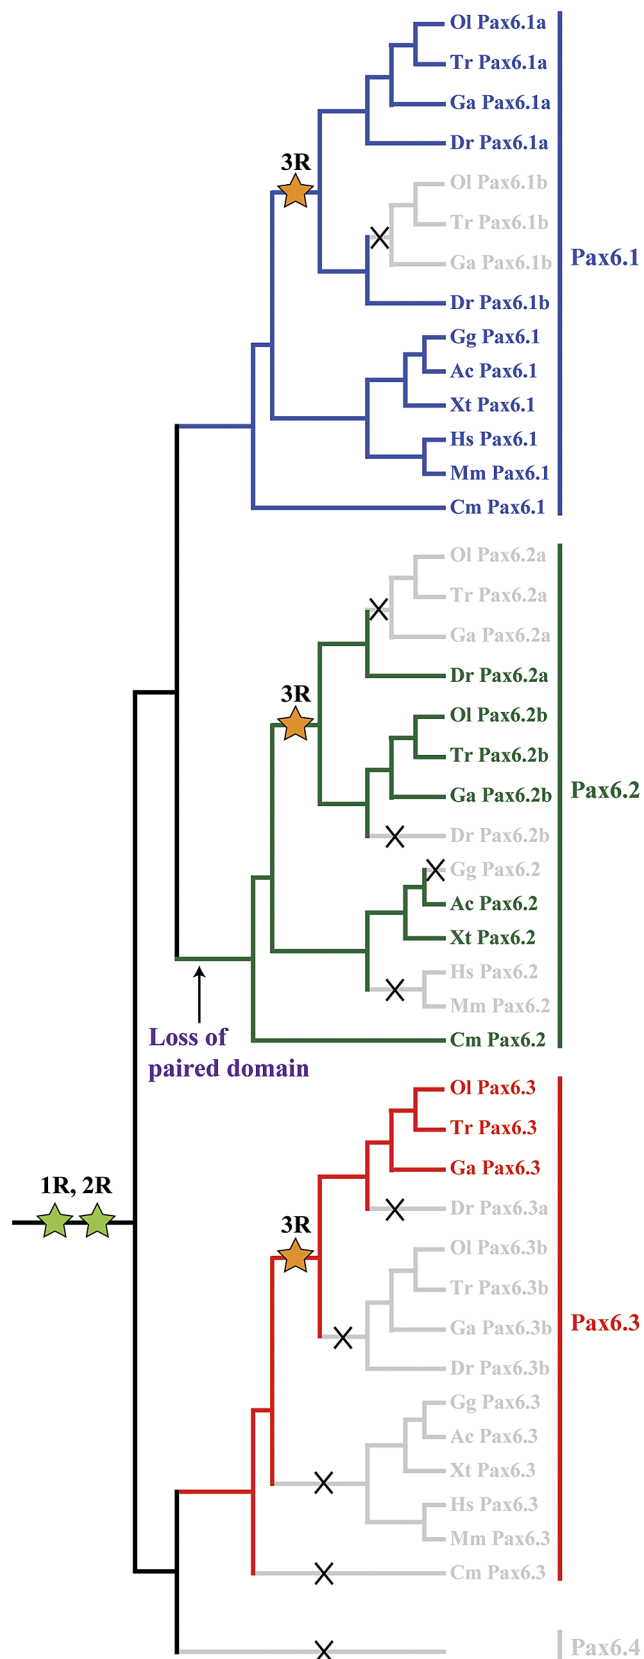 Ol Pax6.1a
Tr Pax6.1a
Ga Pax6.1a
Dr Pax6.1a
3R
Ol Pax6.1b
Tr Pax6.1b
Ga Pax6.1b
Pax6.1
Dr Pax6.1b
Gg Pax6.1
Ac Pax6.1
Xt Pax6.1
Hs Pax6.1
Mm Pax6.1
Cm Pax6.1
Ol Pax6.2a
Tr Pax6.2a
Ga Pax6.2a
Dr Pax6.2a
3R
Ol Pax6.2b
Tr Pax6.2b
Ga Pax6.2b
Pax6.2
Dr Pax6.2b
Gg Pax6.2
Ac Pax6.2
Xt Pax6.2
Hs Pax6.2
Mm Pax6.2
Cm Pax6.2
Loss of
paired domain
Ol Pax6.3
Tr Pax6.3
Ga Pax6.3
1R, 2R
Dr Pax6.3a
3R
Ol Pax6.3b
Tr Pax6.3b
Ga Pax6.3b
Pax6.3
Dr Pax6.3b
Gg Pax6.3
Ac Pax6.3
Xt Pax6.3
Hs Pax6.3
Mm Pax6.3
Cm Pax6.3
Pax6.4